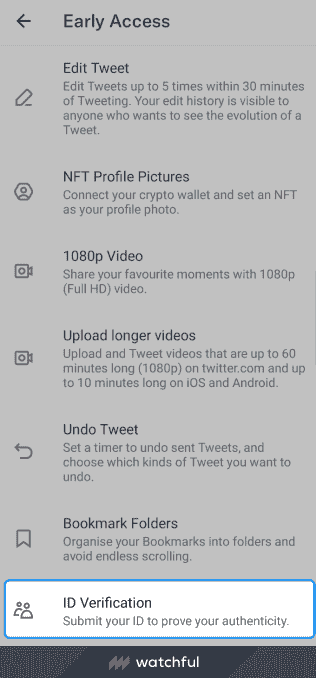 Early Access
Edit Tweet
Edit Tweets up to 5 times within 30 minutes
of Tweeting. Your edit history is visible to
anyone who wants to see the evolution of a
Tweet.
NFT Profile Pictures
Connect your crypto wallet and set an NFT
as your profile photo.
1080p Video
Share your favourite moments with 1080p
(Full HD) video.
Upload longer videos
Upload and Tweet videos that are up to 60
minutes long (1080p) on twitter.com and up
to 10 minutes long on iOS and Android.
Undo Tweet
Set a timer to undo sent Tweets, and
choose which kinds of Tweet you want to
undo.
Bookmark Folders
Organise your Bookmarks into folders and
avoid endless scrolling.
ID Verification
Submit your ID to prove your authenticity.
watchful